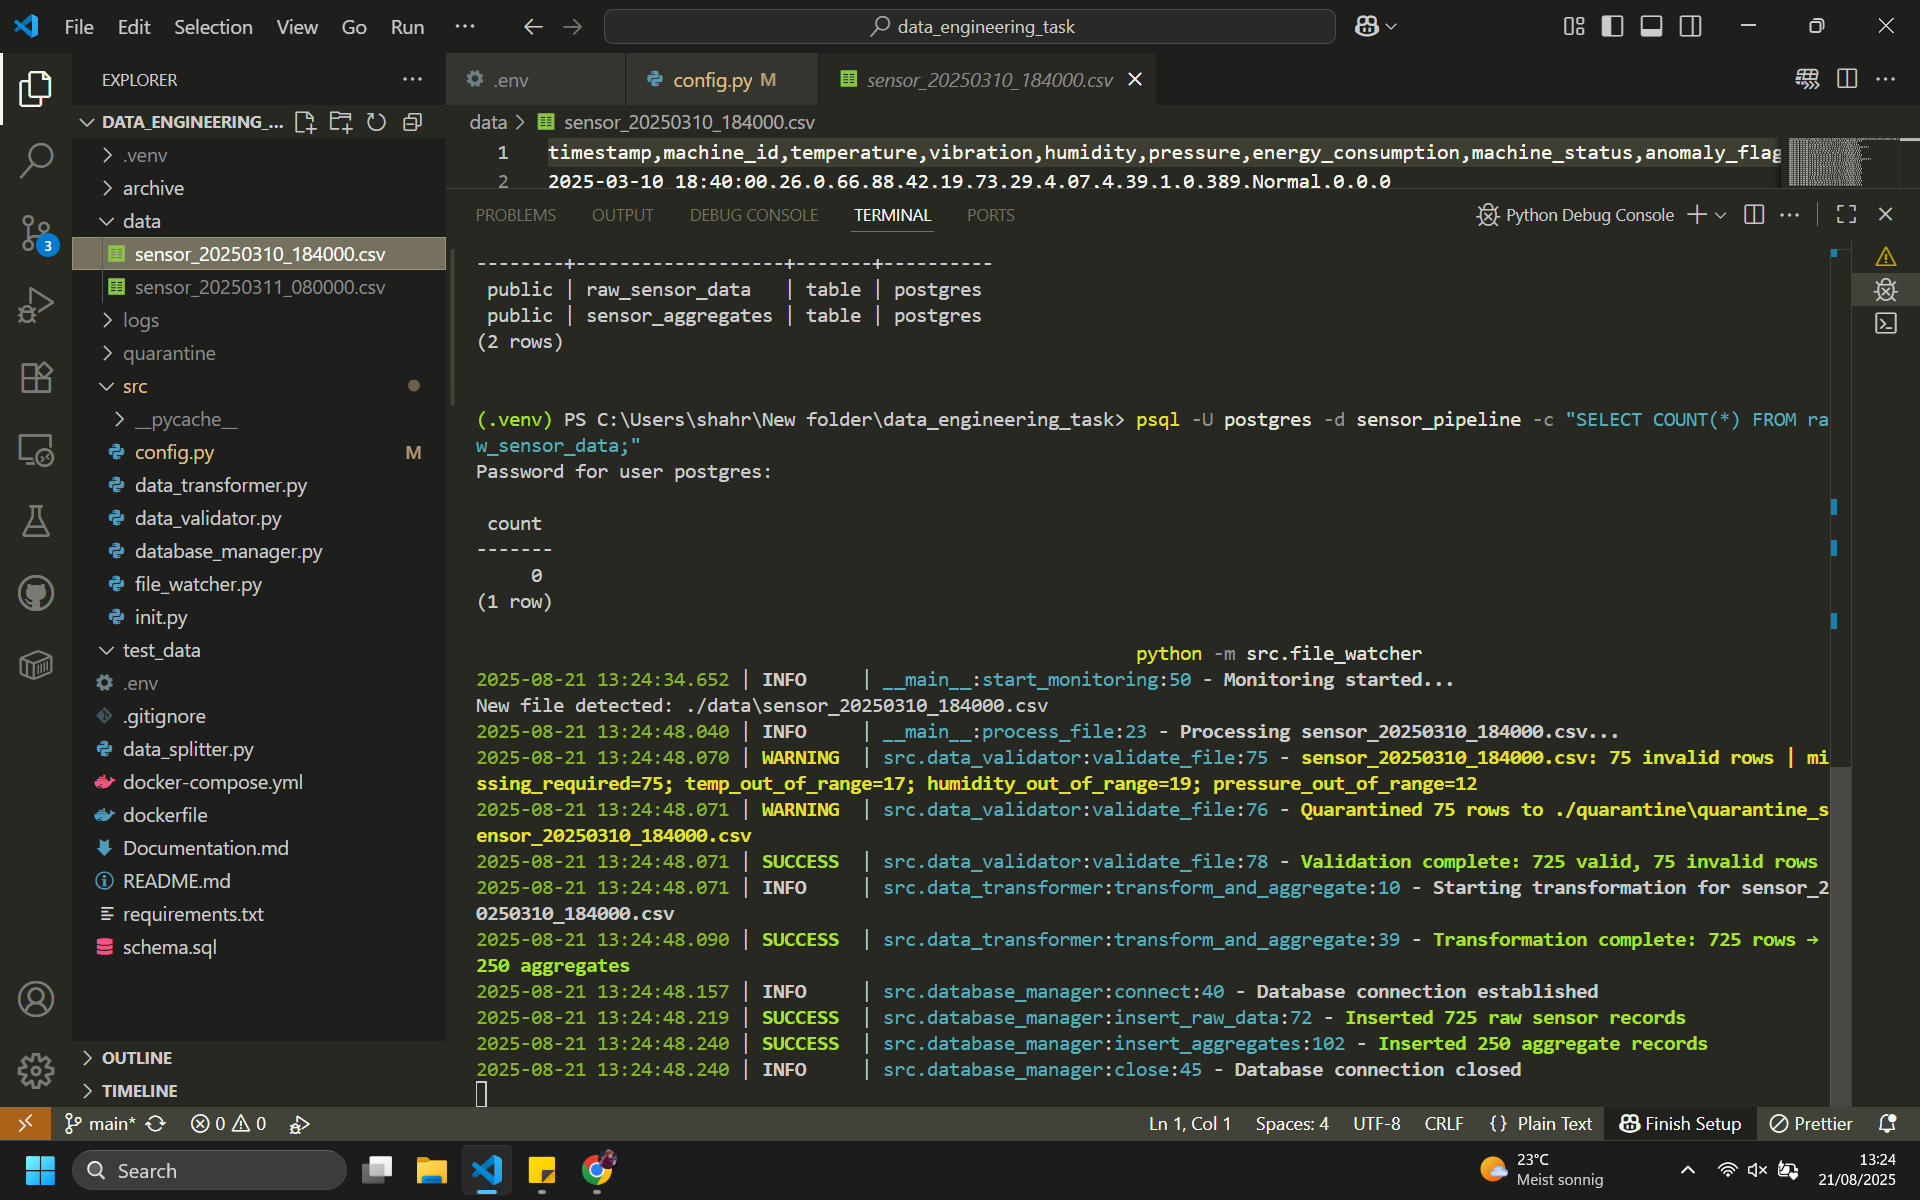 File Edit Selection View Go Run ··· data_engineering_task
EXPLORER ···
.env
config.py M
sensor_20250310_184000.csv
DATA_ENGINEERING_...
data > sensor_20250310_184000.csv
1 timestamp,machine_id,temperature,vibration,humidity,pressure,energy_consumption,machine_status,anomaly_flag
2 2025-03-10 18:40:00,26,0,66.88,42.19,73.29,4.07,4.39,1,0,389,Normal,0,0,0
.venv
archive
data
sensor_20250310_184000.csv
sensor_20250311_080000.csv
logs
quarantine
src
__pycache__
config.py M
data_transformer.py
data_validator.py
database_manager.py
file_watcher.py
init.py
test_data
.env
.gitignore
data_splitter.py
docker-compose.yml
dockerfile
Documentation.md
README.md
requirements.txt
schema.sql
OUTLINE
TIMELINE
3
PROBLEMS OUTPUT DEBUG CONSOLE TERMINAL PORTS Python Debug Console
--------+-------------------+-------+----------
public | raw_sensor_data | table | postgres
public | sensor_aggregates | table | postgres
(2 rows)
(.venv) PS C:\Users\shahr\New folder\data_engineering_task> psql -U postgres -d sensor_pipeline -c "SELECT COUNT(*) FROM ra
w_sensor_data;"
Password for user postgres:
count
-------
0
(1 row)
python -m src.file_watcher
2025-08-21 13:24:34.652 | INFO | __main__:start_monitoring:50 - Monitoring started...
New file detected: ./data\sensor_20250310_184000.csv
2025-08-21 13:24:48.040 | INFO | __main__:process_file:23 - Processing sensor_20250310_184000.csv...
2025-08-21 13:24:48.070 | WARNING | src.data_validator:validate_file:75 - sensor_20250310_184000.csv: 75 invalid rows | mi
ssing_required=75; temp_out_of_range=17; humidity_out_of_range=19; pressure_out_of_range=12
2025-08-21 13:24:48.071 | WARNING | src.data_validator:validate_file:76 - Quarantined 75 rows to ./quarantine\quarantine_s
ensor_20250310_184000.csv
2025-08-21 13:24:48.071 | SUCCESS | src.data_validator:validate_file:78 - Validation complete: 725 valid, 75 invalid rows
2025-08-21 13:24:48.071 | INFO | src.data_transformer:transform_and_aggregate:10 - Starting transformation for sensor_2
0250310_184000.csv
2025-08-21 13:24:48.090 | SUCCESS | src.data_transformer:transform_and_aggregate:39 - Transformation complete: 725 rows →
250 aggregates
2025-08-21 13:24:48.157 | INFO | src.database_manager:connect:40 - Database connection established
2025-08-21 13:24:48.219 | SUCCESS | src.database_manager:insert_raw_data:72 - Inserted 725 raw sensor records
2025-08-21 13:24:48.240 | SUCCESS | src.database_manager:insert_aggregates:102 - Inserted 250 aggregate records
2025-08-21 13:24:48.240 | INFO | src.database_manager:close:45 - Database connection closed
main* 0 0 Ln 1, Col 1 Spaces: 4 UTF-8 CRLF {} Plain Text Finish Setup Prettier
Search
23°C
Meist sonnig
13:24
21/08/2025